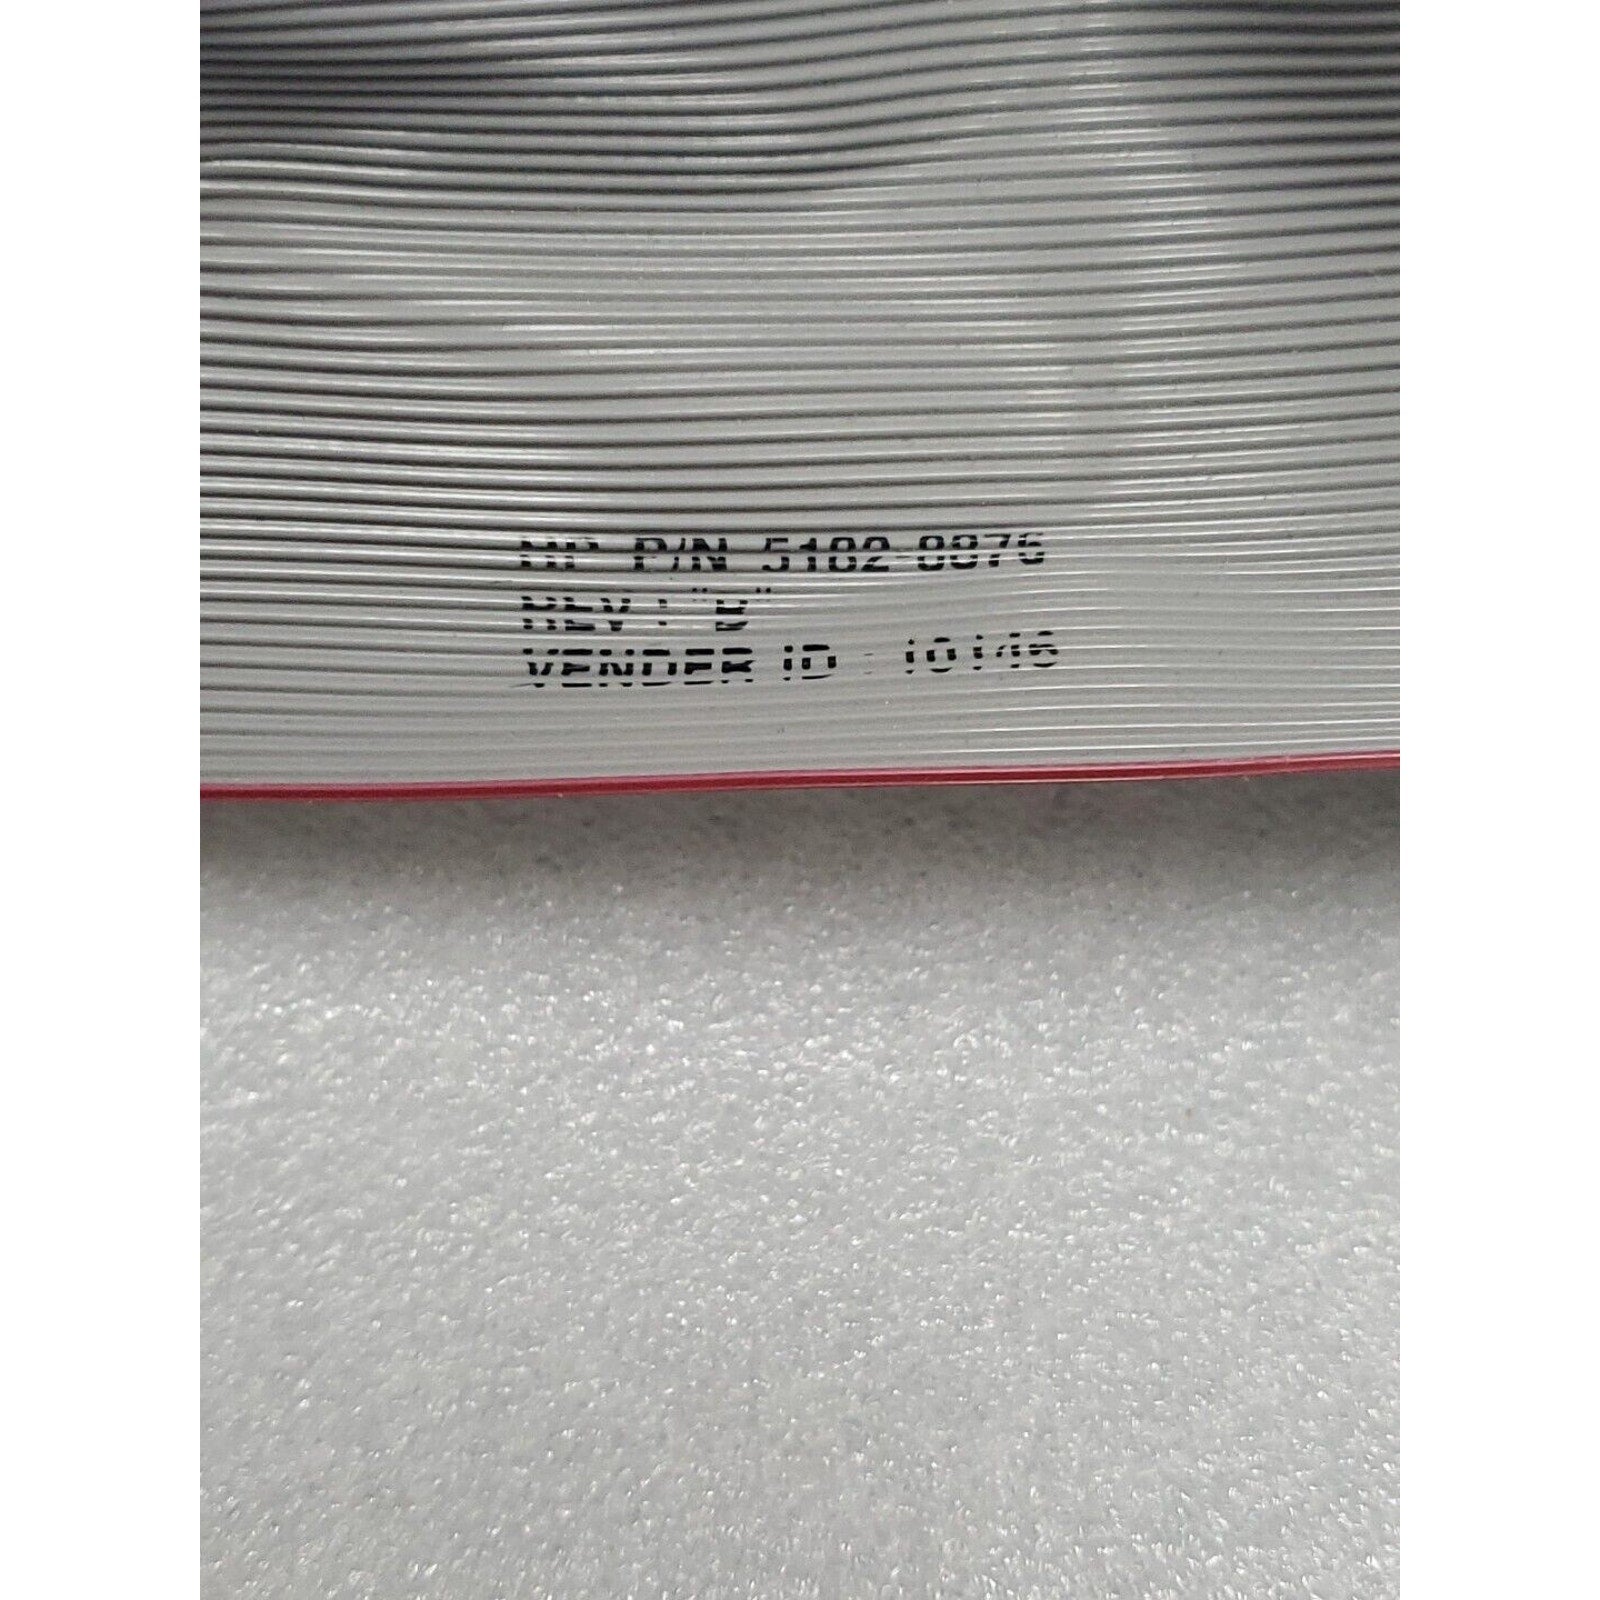 HP P/N 5182-8876
REV : "B"
VENDER ID : 10146